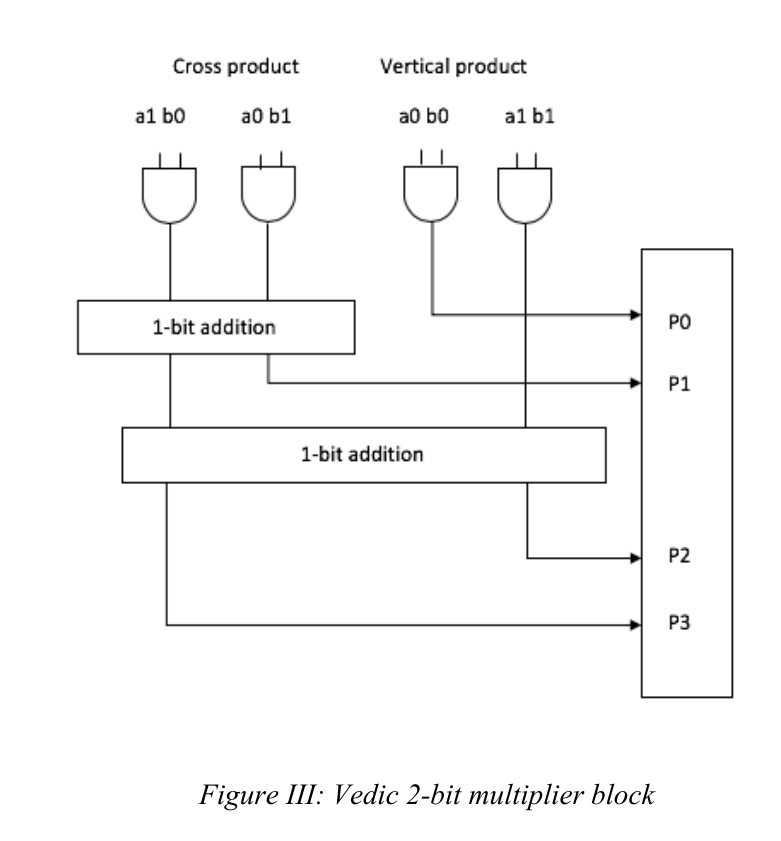 Cross product Vertical product
a1 b0 a0 b1 a0 b0 a1 b1
1-bit addition
P0
P1
1-bit addition
P2
P3
Figure III: Vedic 2-bit multiplier block